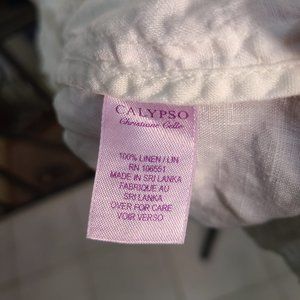 CALYPSO
Christiane Celle
100% LINEN / LIN
RN 106551
MADE IN SRI LANKA
FABRIQUE AU
SRI LANKA
OVER FOR CARE
VOIR VERSO